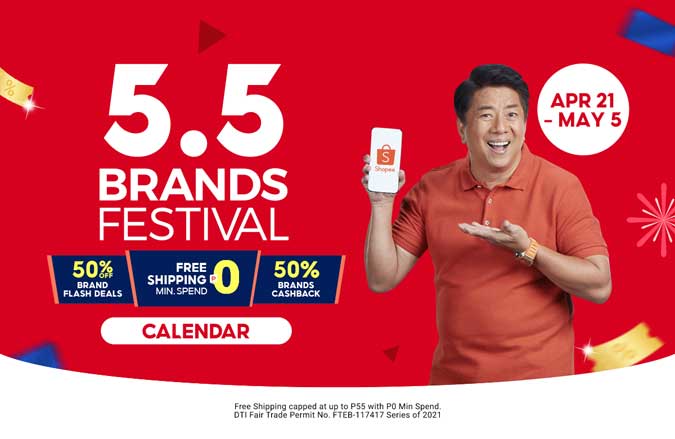 5.5
BRANDS
FESTIVAL
50% OFF
BRAND
FLASH DEALS
FREE
SHIPPING
MIN. SPEND
₱0
50%
BRANDS
CASHBACK
CALENDAR
S
Shopee
APR 21
- MAY 5
%
Free Shipping capped at up to P55 with P0 Min Spend.
DTI Fair Trade Permit No. FTEB-117417 Series of 2021